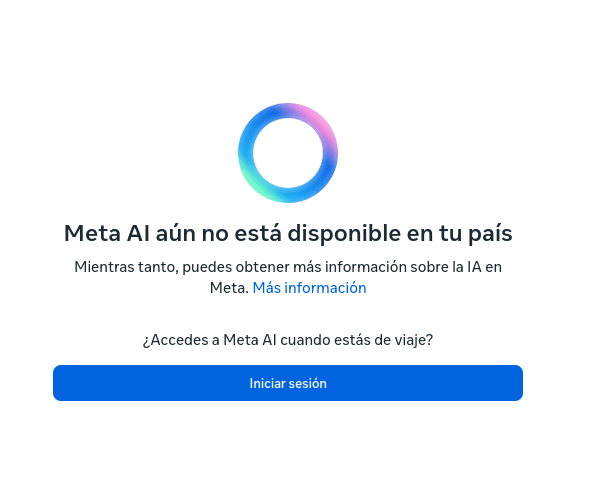 Meta AI aún no está disponible en tu país
Mientras tanto, puedes obtener más información sobre la IA en
Meta. Más información
¿Accedes a Meta AI cuando estás de viaje?
Iniciar sesión